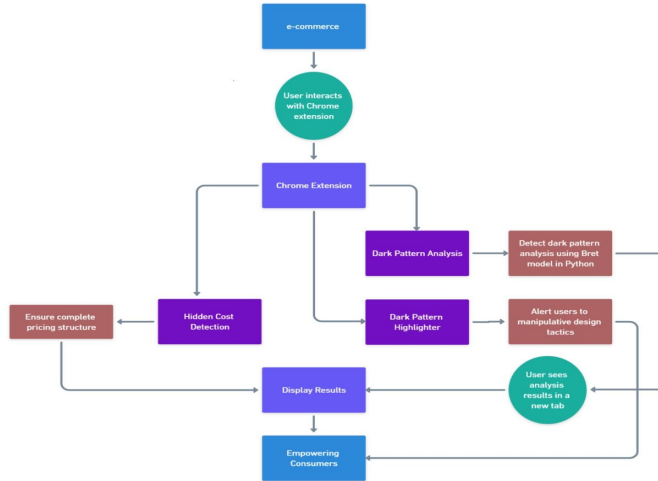 e-commerce
User interacts
with Chrome
extension
Chrome Extension
Dark Pattern Analysis
Detect dark pattern
analysis using Bret
model in Python
Ensure complete
pricing structure
Hidden Cost
Detection
Dark Pattern
Highlighter
Alert users to
manipulative design
tactics
Display Results
User sees
analysis
results in a
new tab
Empowering
Consumers